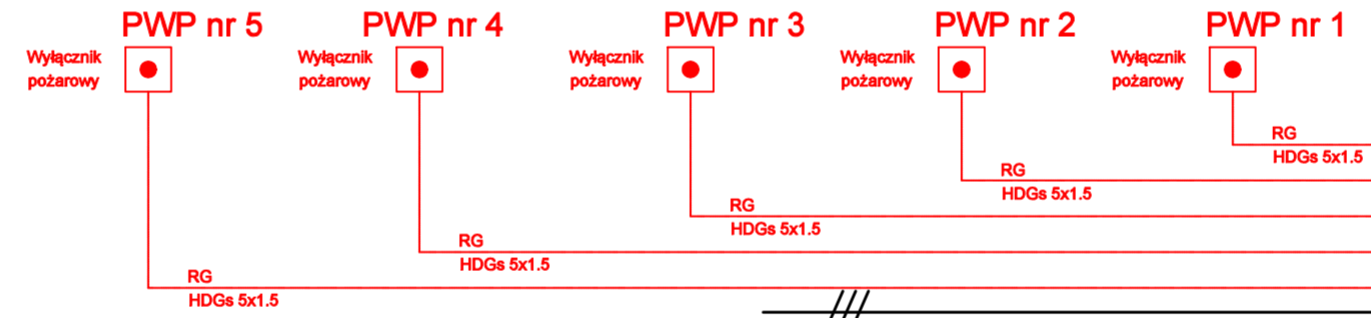 PWP nr 5
Wyłącznik
pożarowy
RG
HDGs 5x1.5
PWP nr 4
Wyłącznik
pożarowy
RG
HDGs 5x1.5
PWP nr 3
Wyłącznik
pożarowy
RG
HDGs 5x1.5
PWP nr 2
Wyłącznik
pożarowy
RG
HDGs 5x1.5
PWP nr 1
Wyłącznik
pożarowy
RG
HDGs 5x1.5